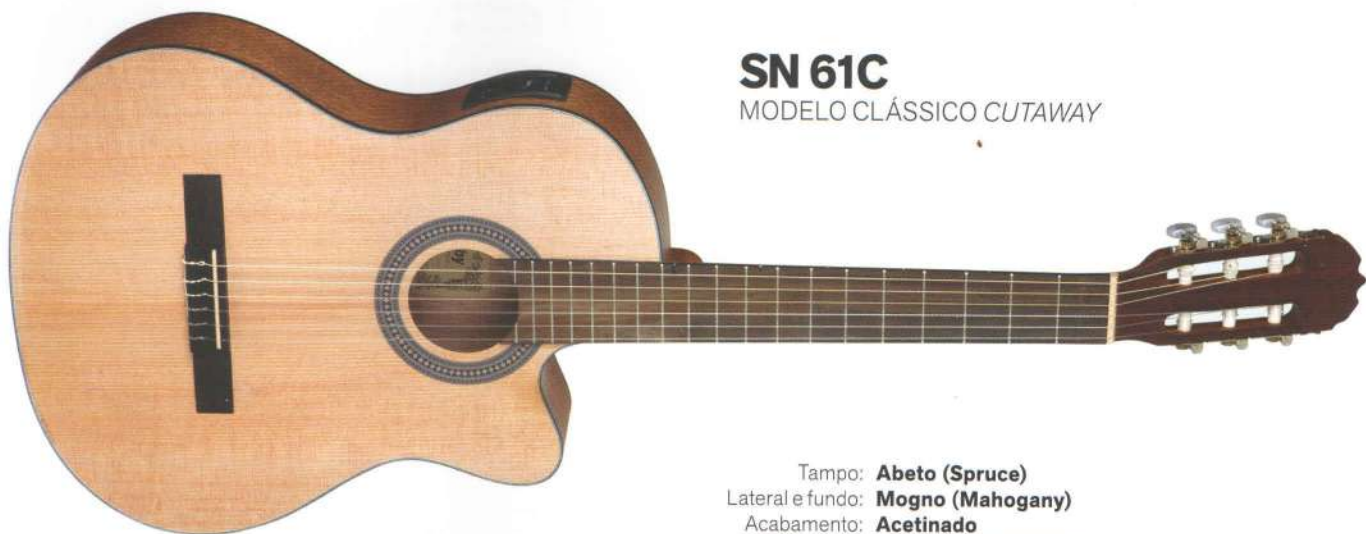 SN 61C
MODELO CLÁSSICO CUTAWAY
Tampo: Abeto (Spruce)
Lateral e fundo: Mogno (Mahogany)
Acabamento: Acetinado